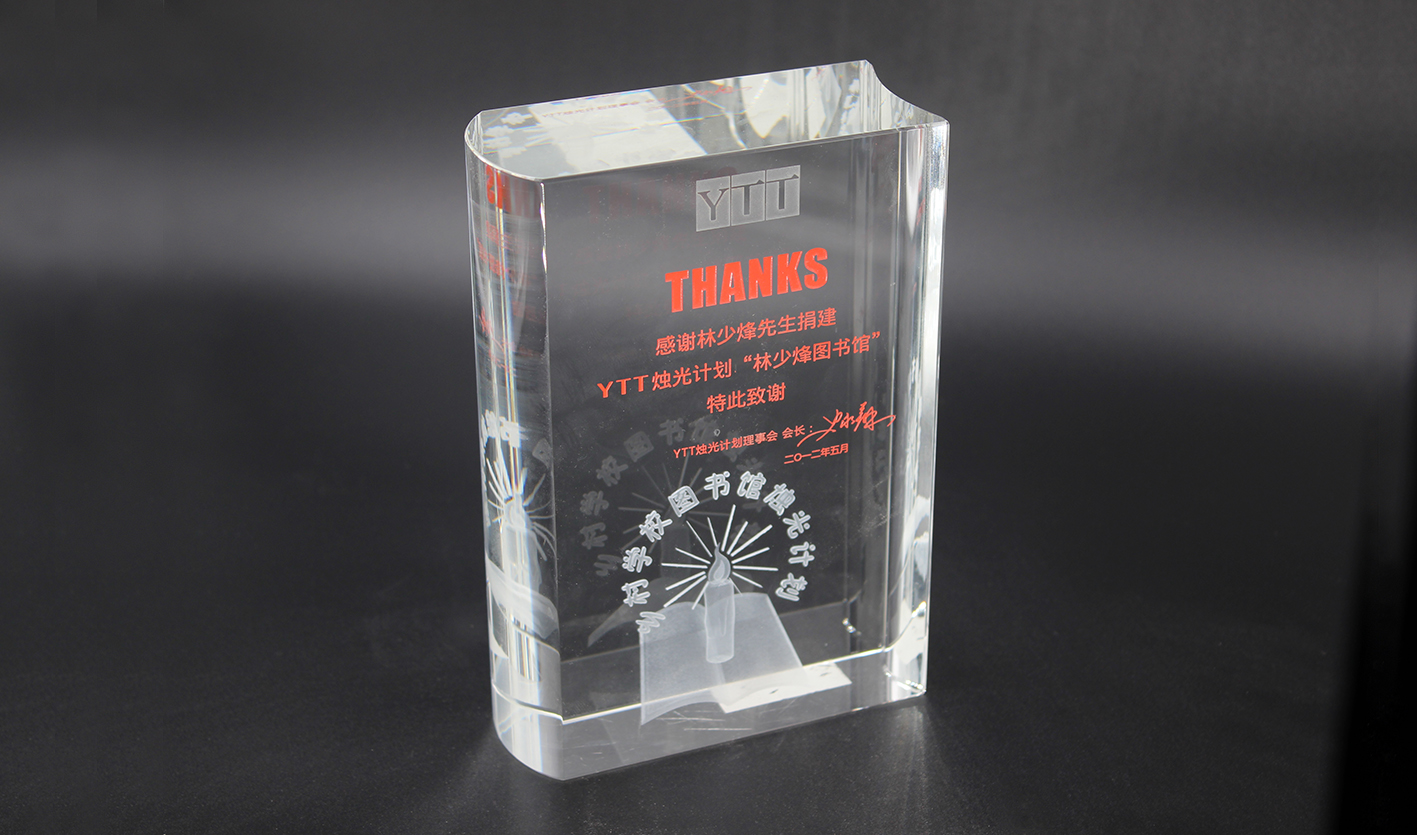 YTT
THANKS
感谢林少烽先生捐建
YTT烛光计划“林少烽图书馆”
特此致谢
YTT烛光计划理事会 会长：
二〇一二年五月
乡村学校图书馆烛光计划